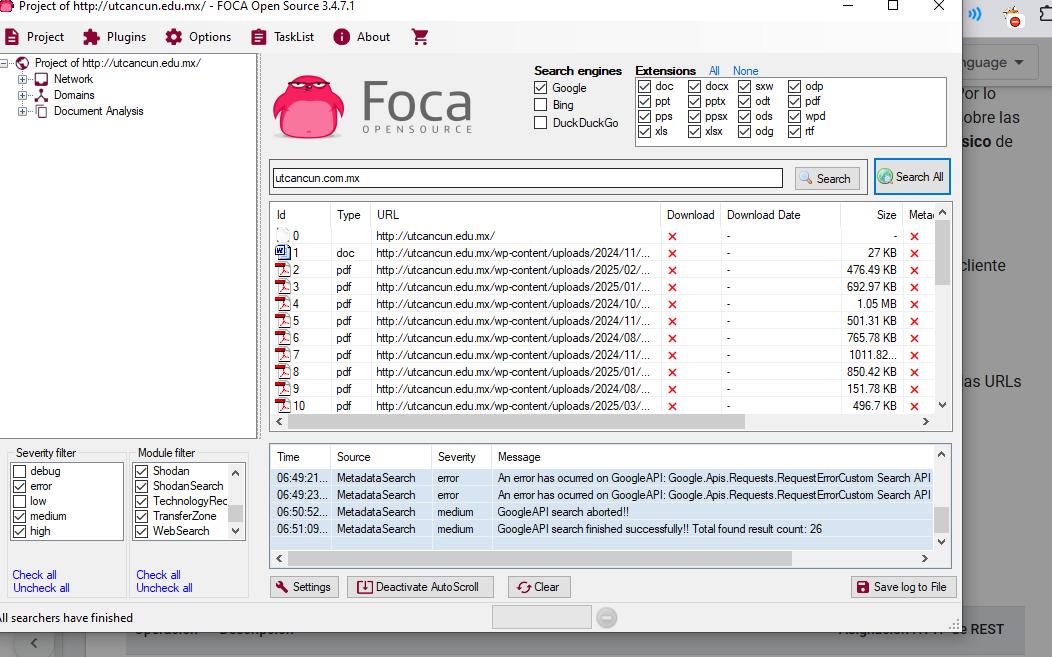 Project of http://utcancun.edu.mx/ - FOCA Open Source 3.4.7.1
Project Plugins Options TaskList About
Project of http://utcancun.edu.mx/
Network
Domains
Document Analysis
Foca
OPENSOURCE
Search engines
Google
Bing
DuckDuckGo
Extensions All None
doc docx sxw odp
ppt pptx odt pdf
pps ppsx ods wpd
xls xlsx odg rtf
utcancun.com.mx
Search
Search All
Id Type URL Download Download Date Size Metad
0 http://utcancun.edu.mx/ - -
1 doc http://utcancun.edu.mx/wp-content/uploads/2024/11/... - 27 KB
2 pdf http://utcancun.edu.mx/wp-content/uploads/2025/02/... - 476.49 KB
3 pdf http://utcancun.edu.mx/wp-content/uploads/2025/01/... - 692.97 KB
4 pdf http://utcancun.edu.mx/wp-content/uploads/2024/10/... - 1.05 MB
5 pdf http://utcancun.edu.mx/wp-content/uploads/2024/11/... - 501.31 KB
6 pdf http://utcancun.edu.mx/wp-content/uploads/2024/08/... - 765.78 KB
7 pdf http://utcancun.edu.mx/wp-content/uploads/2024/11/... - 1011.82...
8 pdf http://utcancun.edu.mx/wp-content/uploads/2025/01/... - 850.42 KB
9 pdf http://utcancun.edu.mx/wp-content/uploads/2024/08/... - 151.78 KB
10 pdf http://utcancun.edu.mx/wp-content/uploads/2025/03/... - 496.7 KB
Severity filter
debug
error
low
medium
high
Check all
Uncheck all
Module filter
Shodan
ShodanSearch
TechnologyRec
TransferZone
WebSearch
Check all
Uncheck all
Time Source Severity Message
06:49:21... MetadataSearch error An error has ocurred on GoogleAPI: Google.Apis.Requests.RequestErrorCustom Search API
06:49:23... MetadataSearch error An error has ocurred on GoogleAPI: Google.Apis.Requests.RequestErrorCustom Search API
06:50:52... MetadataSearch medium GoogleAPI search aborted!!
06:51:09... MetadataSearch medium GoogleAPI search finished successfully!! Total found result count: 26
Settings Deactivate AutoScroll Clear Save log to File
All searchers have finished
nguage
Por lo
obre las
sico de
cliente
as URLs
de REST